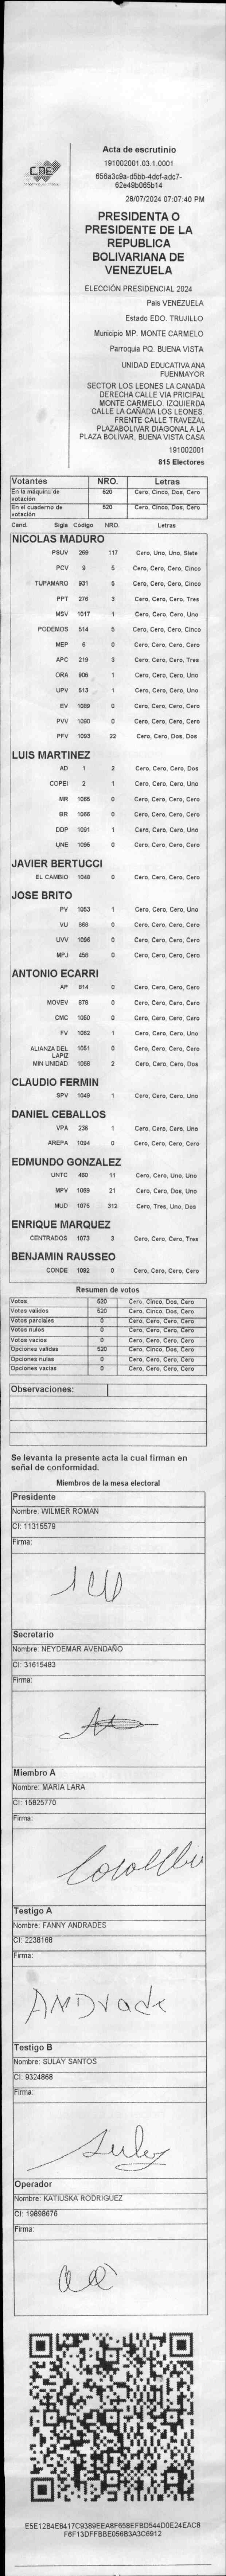 Acta de escrutinio
191002001.03.1.0001
656a3c9a-d5bb-4dcf-adc7-
62e49b065b14
28/07/2024 07:07:40 PM
CNE
PRESIDENTA O
PRESIDENTE DE LA
REPUBLICA
BOLIVARIANA DE
VENEZUELA
ELECCIÓN PRESIDENCIAL 2024
País VENEZUELA
Estado EDO. TRUJILLO
Municipio MP. MONTE CARMELO
Parroquia PQ. BUENA VISTA
UNIDAD EDUCATIVA ANA
FUENMAYOR
SECTOR LOS LEONES LA CANADA
DERECHA CALLE VIA PRICIPAL
MONTE CARMELO. IZQUIERDA
CALLE LA CAÑADA LOS LEONES.
FRENTE CALLE TRAVEZAL
PLAZABOLIVAR DIAGONAL A LA
PLAZA BOLÍVAR, BUENA VISTA CASA
191002001
815 Electores
Votantes NRO. Letras
En la máquina de votación 520 Cero, Cinco, Dos, Cero
En el cuaderno de votación 520 Cero, Cinco, Dos, Cero
Cand. Sigla Código NRO. Letras
NICOLAS MADURO
PSUV 269 117 Cero, Uno, Uno, Siete
PCV 9 5 Cero, Cero, Cero, Cinco
TUPAMARO 931 5 Cero, Cero, Cero, Cinco
PPT 276 3 Cero, Cero, Cero, Tres
MSV 1017 1 Cero, Cero, Cero, Uno
PODEMOS 514 5 Cero, Cero, Cero, Cinco
MEP 6 0 Cero, Cero, Cero, Cero
APC 219 3 Cero, Cero, Cero, Tres
ORA 906 1 Cero, Cero, Cero, Uno
UPV 513 1 Cero, Cero, Cero, Uno
EV 1089 0 Cero, Cero, Cero, Cero
PVV 1090 0 Cero, Cero, Cero, Cero
PFV 1093 22 Cero, Cero, Dos, Dos
LUIS MARTINEZ
AD 1 2 Cero, Cero, Cero, Dos
COPEI 2 1 Cero, Cero, Cero, Uno
MR 1065 0 Cero, Cero, Cero, Cero
BR 1066 0 Cero, Cero, Cero, Cero
DDP 1091 1 Cero, Cero, Cero, Uno
UNE 1096 0 Cero, Cero, Cero, Cero
JAVIER BERTUCCI
EL CAMBIO 1040 0 Cero, Cero, Cero, Cero
JOSE BRITO
PV 1053 1 Cero, Cero, Cero, Uno
VU 868 0 Cero, Cero, Cero, Cero
UVV 0 Cero, Cero, Cero, Cero
MPJ 456 0 Cero, Cero, Cero, Cero
ANTONIO ECARRI
AP 814 0 Cero, Cero, Cero, Cero
MOVEV 878 0 Cero, Cero, Cero, Cero
CMC 1050 0 Cero, Cero, Cero, Cero
FV 1062 1 Cero, Cero, Cero, Uno
ALIANZA DEL LAPIZ 1051 0 Cero, Cero, Cero, Cero
MIN UNIDAD 2 Cero, Cero, Cero, Dos
CLAUDIO FERMIN
SPV 1049 1 Cero, Cero, Cero, Uno
DANIEL CEBALLOS
VPA 236 1 Cero, Cero, Cero, Uno
AREPA 1094 0 Cero, Cero, Cero, Cero
EDMUNDO GONZALEZ
UNTC 460 11 Cero, Cero, Uno, Uno
MPV 1069 21 Cero, Cero, Dos, Uno
MUD 1075 312 Cero, Tres, Uno, Dos
ENRIQUE MARQUEZ
CENTRADOS 1073 3 Cero, Cero, Cero, Tres
BENJAMIN RAUSSEO
CONDE 1092 0 Cero, Cero, Cero, Cero
Resumen de votos
Votos 520 Cero, Cinco, Dos, Cero
Votos validos 520 Cero, Cinco, Dos, Cero
Votos parciales 0 Cero, Cero, Cero, Cero
Votos nulos 0 Cero, Cero, Cero, Cero
Votos vacíos 0 Cero, Cero, Cero, Cero
Opciones validas 520 Cero, Cinco, Dos, Cero
Opciones nulas 0 Cero, Cero, Cero, Cero
Opciones vacías 0 Cero, Cero, Cero, Cero
Observaciones:
Se levanta la presente acta la cual firman en
señal de conformidad.
Miembros de la mesa electoral
Presidente
Nombre: WILMER ROMAN
CI: 11315579
Firma:
Secretario
Nombre: NEYDEMAR AVENDAÑO
CI: 31615483
Firma:
Miembro A
Nombre: MARIA LARA
CI: 15825770
Firma:
Testigo A
Nombre: FANNY ANDRADES
CI: 2238168
Firma:
ANDrade
Testigo B
Nombre: SULAY SANTOS
CI: 9324868
Firma:
Suley
Operador
Nombre: KATIUSKA RODRIGUEZ
CI: 19898676
Firma:
E5E12B4E8417C9389EEA8F658EFBD544D0E24EAC8
F6F13DFFBBE056B3A3C6912